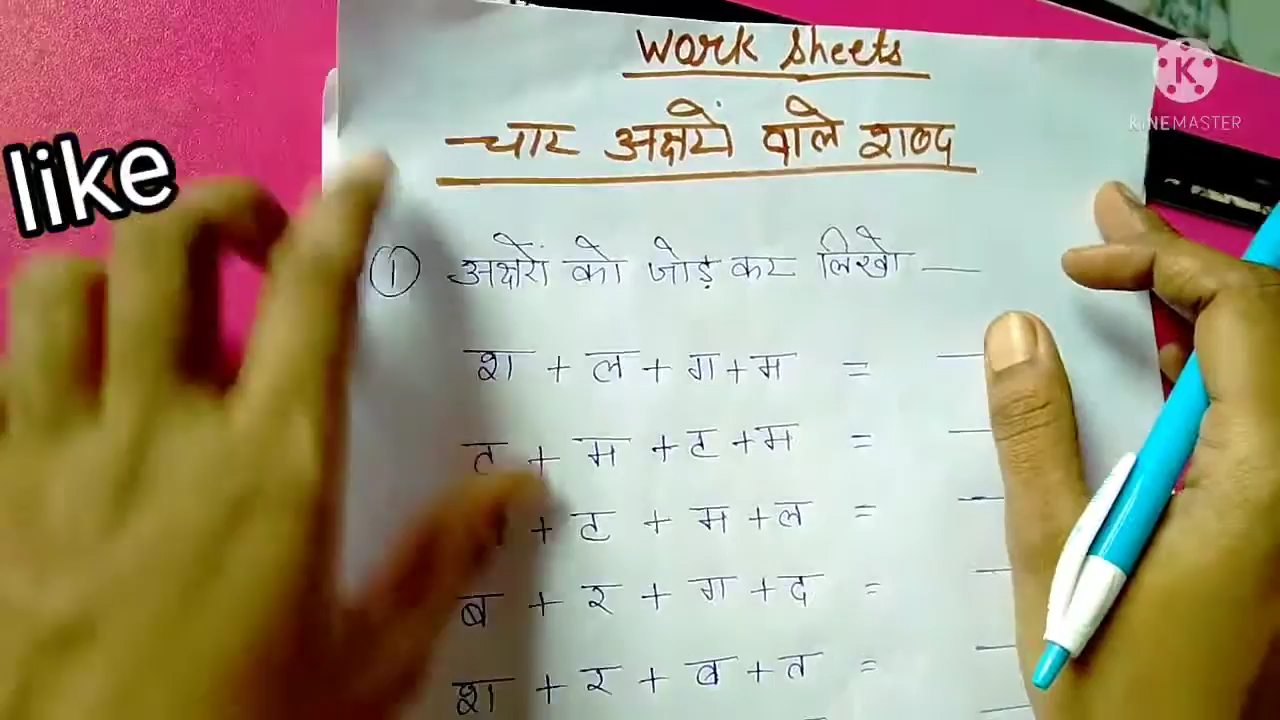 Work Sheets
चार अक्षरों वाले शब्द
like
KINEMASTER
① अक्षरों को जोड़ कर लिखो —
श + ल + ग + म = —
त + म + ट + म = —
+ ट + म + ल = —
ब + र + ग + द = —
श + र + ब + त = —